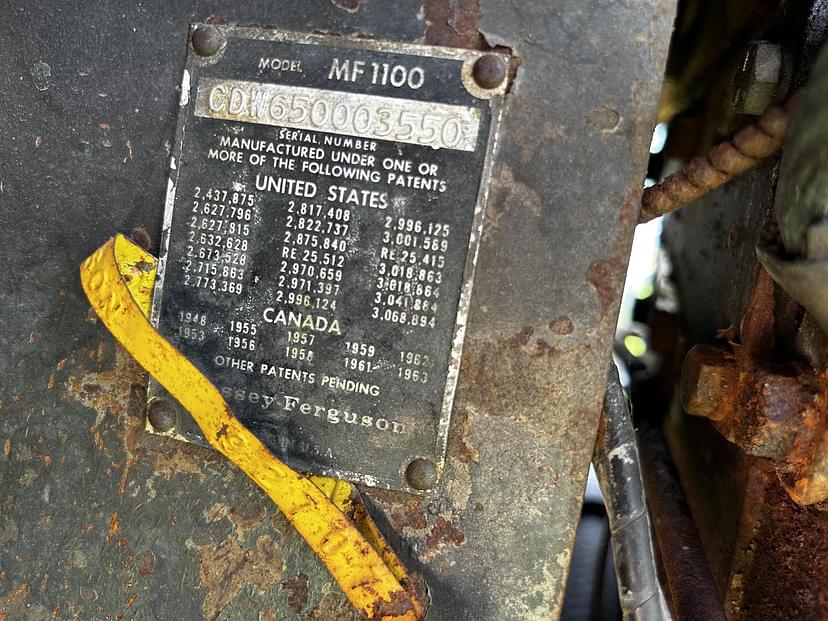 MODEL MF 1100
CDW650003550
SERIAL NUMBER
MANUFACTURED UNDER ONE OR
MORE OF THE FOLLOWING PATENTS
UNITED STATES
2,437,875 2,817,408 2,996,125
2,627,796 2,822,737 3,001,589
2,627,815 2,875,840 RE 25,415
2,632,628 RE 25,512 3,018,863
2,673,528 2,970,659 3,018,864
2,715,863 2,971,397 3,041,864
2,773,369 2,996,124 3,068,894
CANADA
1948 1955 1957 1959 1962
1953 1956 1958 1961 1963
OTHER PATENTS PENDING
ssey-Ferguson
U.S.A.